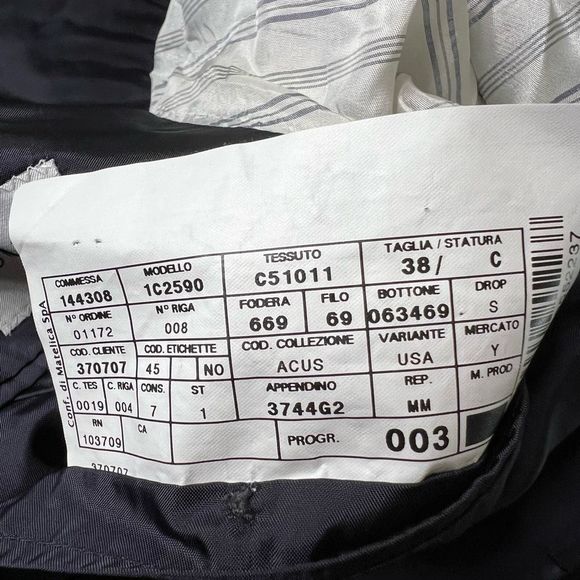 COMMESSA MODELLO TESSUTO TAGLIA / STATURA
144308 1C2590 C51011 38/ C
Nº ORDINE Nº RIGA FODERA FILO BOTTONE DROP
01172 008 669 69 063469 S
COD. CLIENTE COD. ETICHETTE COD. COLLEZIONE VARIANTE MERCATO
370707 45 NO ACUS USA Y
C. TES C. RIGA CONS. ST APPENDINO REP. M. PROD
0019 004 7 1 3744G2 MM
RN CA PROGR. 003
103709
370707
Conf. di Matelica SpA